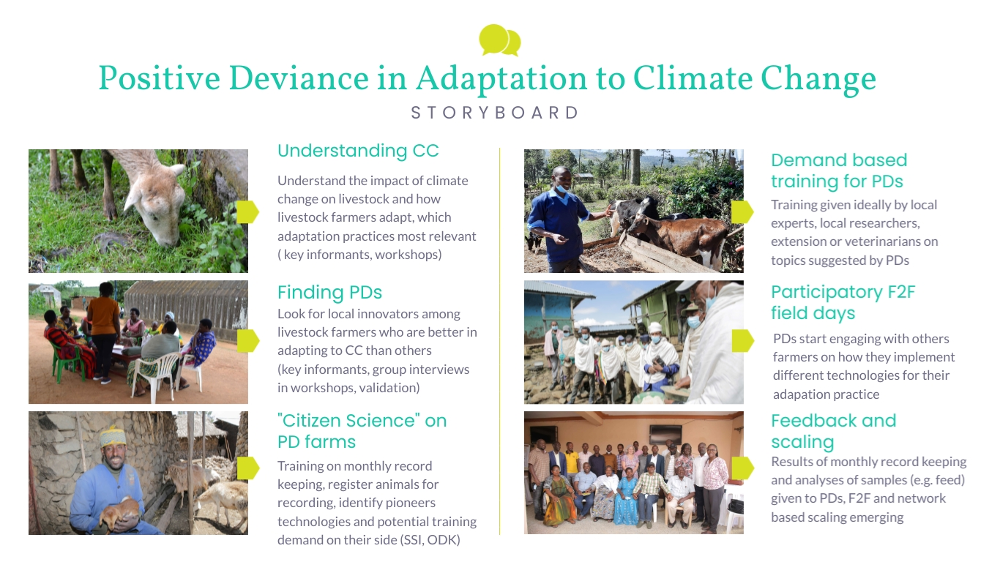 Positive Deviance in Adaptation to Climate Change
STORYBOARD
Understanding CC
Understand the impact of climate
change on livestock and how
livestock farmers adapt, which
adaptation practices most relevant
( key informants, workshops)
Finding PDs
Look for local innovators among
livestock farmers who are better in
adapting to CC than others
(key informants, group interviews
in workshops, validation)
"Citizen Science" on
PD farms
Training on monthly record
keeping, register animals for
recording, identify pioneers
technologies and potential training
demand on their side (SSI, ODK)
Demand based
training for PDs
Training given ideally by local
experts, local researchers,
extension or veterinarians on
topics suggested by PDs
Participatory F2F
field days
PDs start engaging with others
farmers on how they implement
different technologies for their
adapation practice
Feedback and
scaling
Results of monthly record keeping
and analyses of samples (e.g. feed)
given to PDs, F2F and network
based scaling emerging